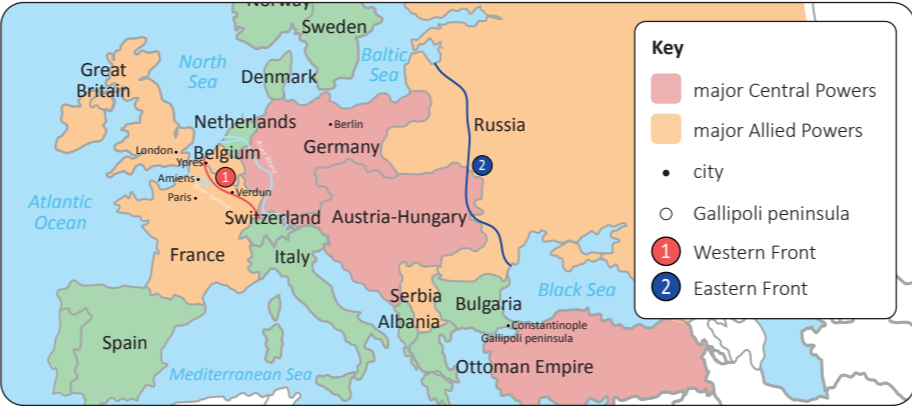 Norway
Sweden
Baltic
Sea
North
Sea
Great
Britain
Denmark
Netherlands
Berlin
Germany
Russia
London
Belgium
Ypres
1
2
Amiens
Verdun
Paris
Switzerland
Austria-Hungary
Atlantic
Ocean
France
Italy
Serbia
Bulgaria
Black Sea
Albania
Constantinople
Gallipoli peninsula
Spain
Ottoman Empire
Mediterranean Sea
Key
major Central Powers
major Allied Powers
city
Gallipoli peninsula
1 Western Front
2 Eastern Front